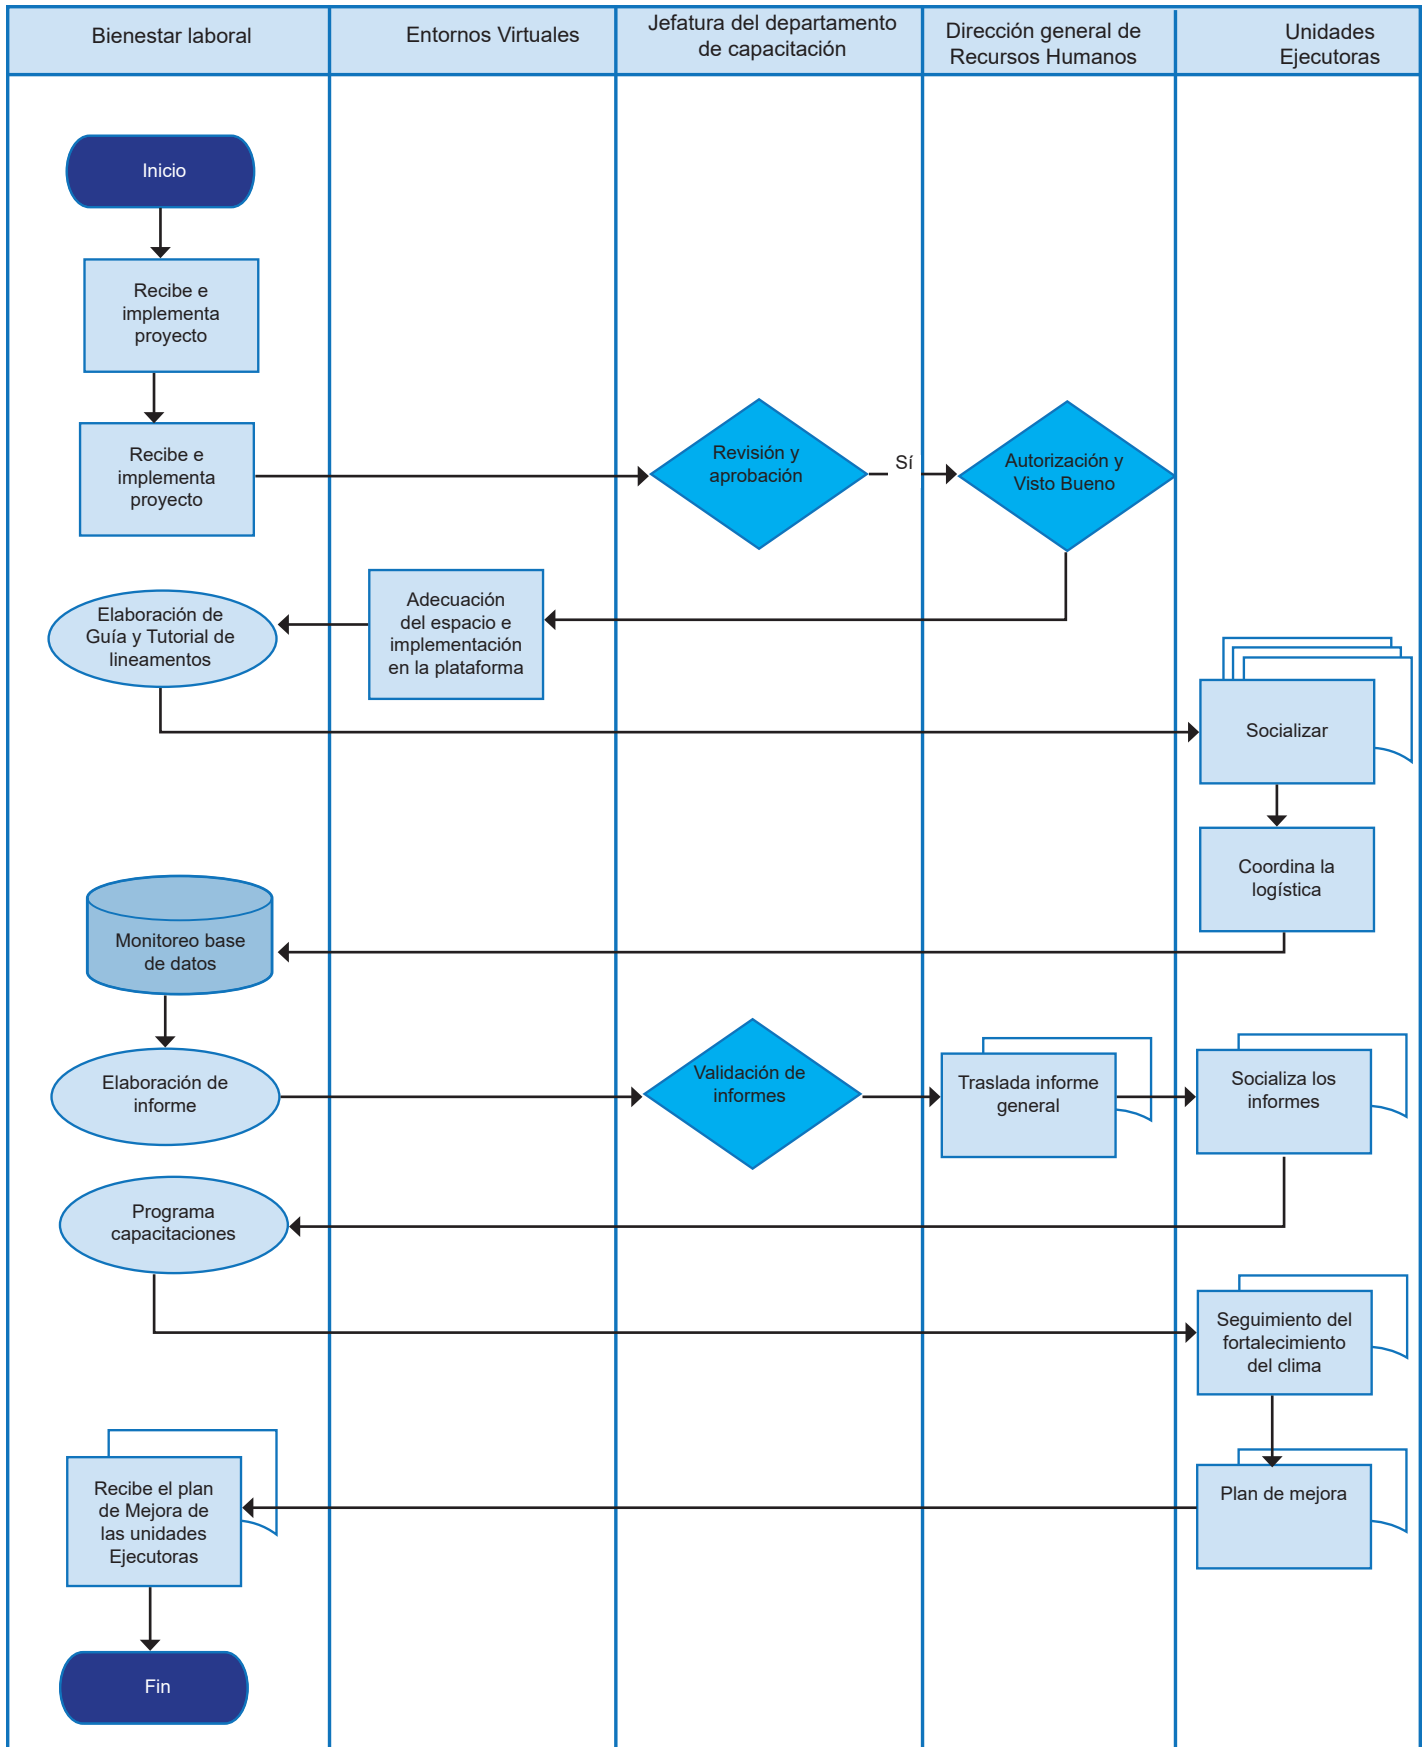 Bienestar laboral
Entornos Virtuales
Jefatura del departamento
de capacitación
Dirección general de
Recursos Humanos
Unidades
Ejecutoras
Inicio
Recibe e
implementa
proyecto
Recibe e
implementa
proyecto
Revisión y
aprobación
Sí
Autorización y
Visto Bueno
Adecuación
del espacio e
implementación
en la plataforma
Elaboración de
Guía y Tutorial de
lineamentos
Socializar
Coordina la
logística
Monitoreo base
de datos
Elaboración de
informe
Validación de
informes
Traslada informe
general
Socializa los
informes
Programa
capacitaciones
Seguimiento del
fortalecimiento
del clima
Plan de mejora
Recibe el plan
de Mejora de
las unidades
Ejecutoras
Fin